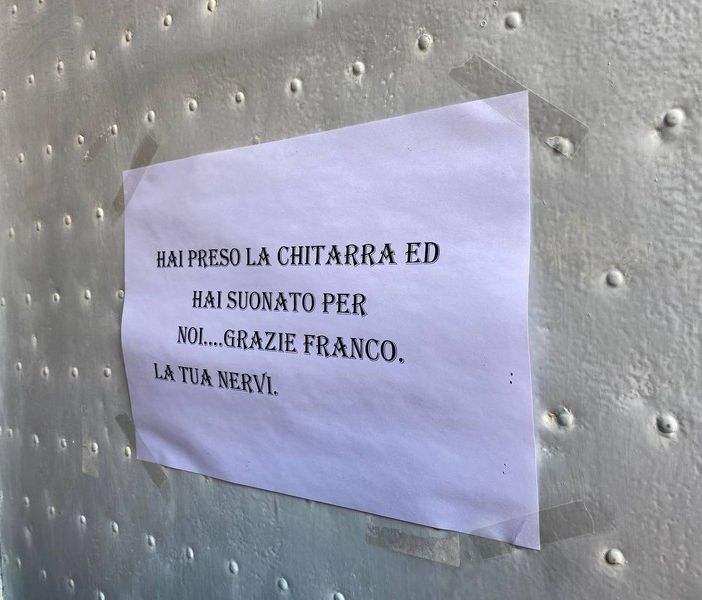 HAI PRESO LA CHITARRA ED
HAI SUONATO PER
NOI....GRAZIE FRANCO.
LA TUA NERVI.